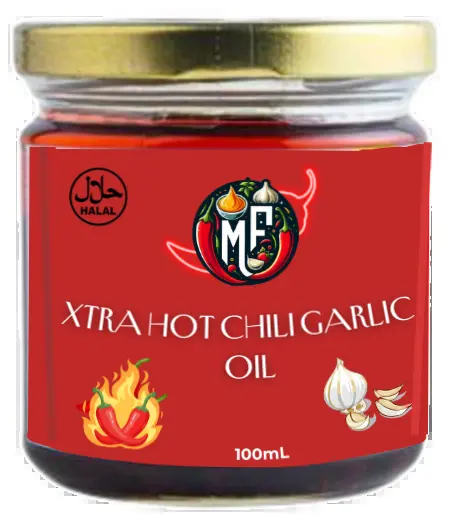 حلال
HALAL
MF
XTRA HOT CHILI GARLIC
OIL
100mL